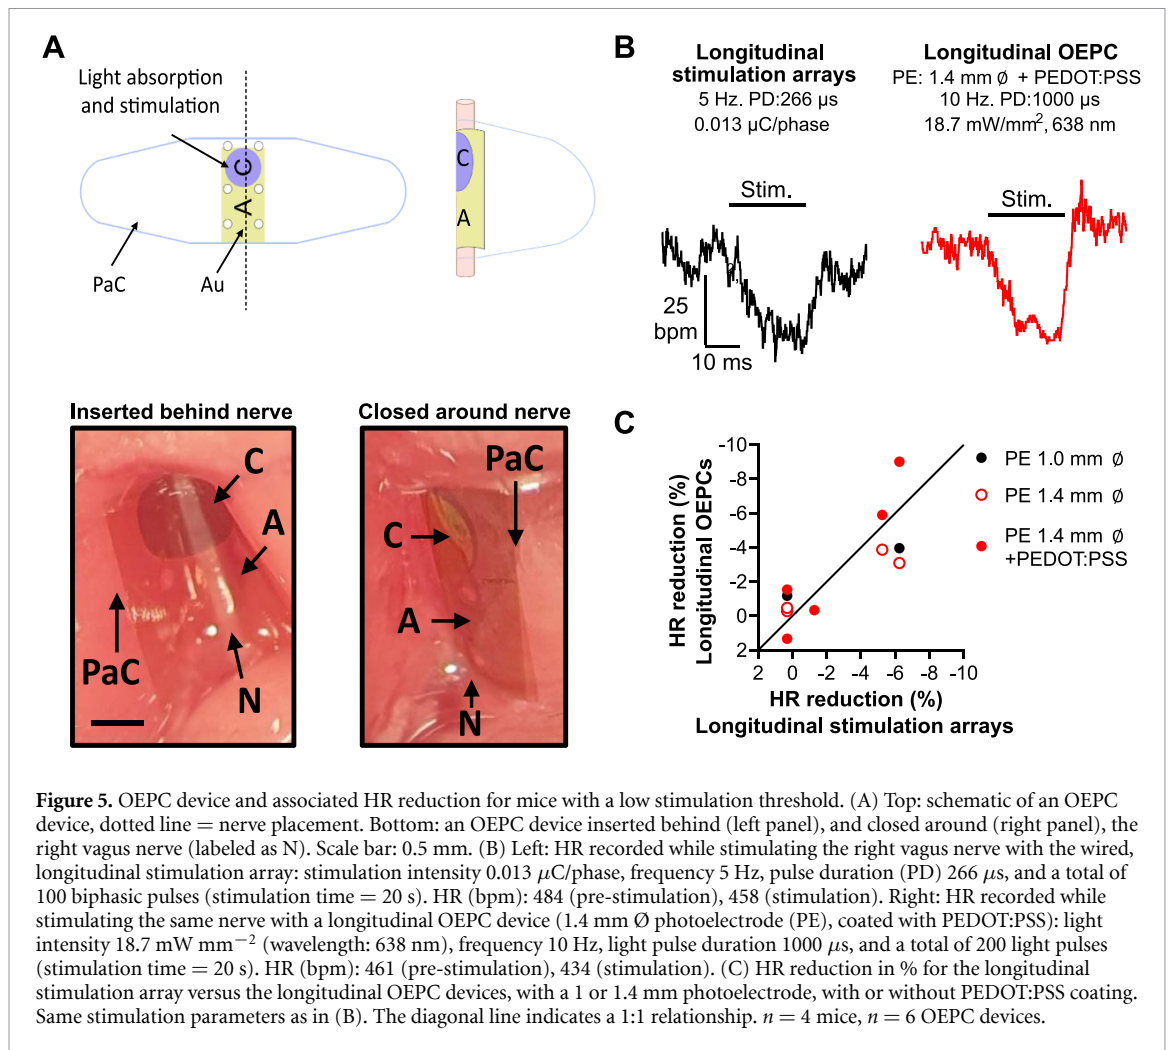 A
Light absorption
and stimulation
C
A
PaC
Au
C
A
Inserted behind nerve
C
A
PaC
N
Closed around nerve
PaC
C
A
N
B
Longitudinal
stimulation arrays
5 Hz. PD:266 µs
0.013 µC/phase
Stim.
25
bpm
10 ms
Longitudinal OEPC
PE: 1.4 mm Ø + PEDOT:PSS
10 Hz. PD:1000 µs
18.7 mW/mm², 638 nm
Stim.
C
HR reduction (%)
Longitudinal OEPCs
-10
-8
-6
-4
-2
0
2
2 0 -2 -4 -6 -8 -10
HR reduction (%)
Longitudinal stimulation arrays
PE 1.0 mm Ø
PE 1.4 mm Ø
PE 1.4 mm Ø
+PEDOT:PSS
Figure 5. OEPC device and associated HR reduction for mice with a low stimulation threshold. (A) Top: schematic of an OEPC
device, dotted line = nerve placement. Bottom: an OEPC device inserted behind (left panel), and closed around (right panel), the
right vagus nerve (labeled as N). Scale bar: 0.5 mm. (B) Left: HR recorded while stimulating the right vagus nerve with the wired,
longitudinal stimulation array: stimulation intensity 0.013 µC/phase, frequency 5 Hz, pulse duration (PD) 266 µs, and a total of
100 biphasic pulses (stimulation time = 20 s). HR (bpm): 484 (pre-stimulation), 458 (stimulation). Right: HR recorded while
stimulating the same nerve with a longitudinal OEPC device (1.4 mm Ø photoelectrode (PE), coated with PEDOT:PSS): light
intensity 18.7 mW mm⁻² (wavelength: 638 nm), frequency 10 Hz, light pulse duration 1000 µs, and a total of 200 light pulses
(stimulation time = 20 s). HR (bpm): 461 (pre-stimulation), 434 (stimulation). (C) HR reduction in % for the longitudinal
stimulation array versus the longitudinal OEPC devices, with a 1 or 1.4 mm photoelectrode, with or without PEDOT:PSS coating.
Same stimulation parameters as in (B). The diagonal line indicates a 1:1 relationship. n = 4 mice, n = 6 OEPC devices.